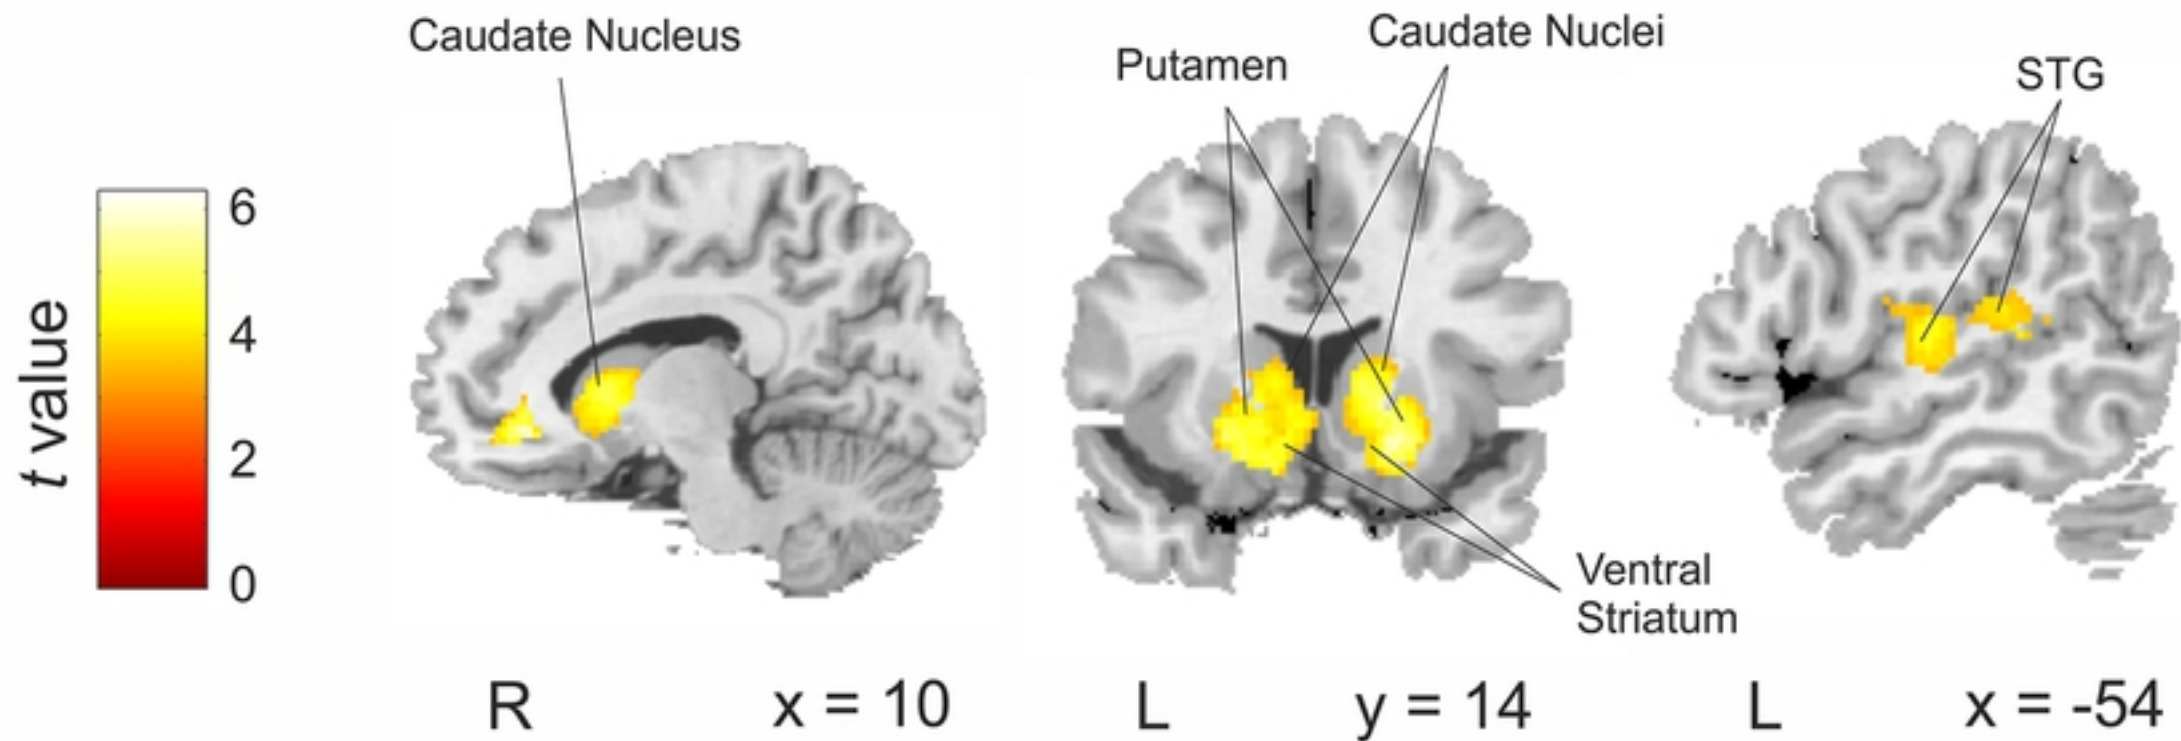 Caudate Nucleus
Caudate Nuclei
Putamen
STG
t value
6
4
2
0
Ventral
Striatum
R x = 10
L y = 14
L x = -54